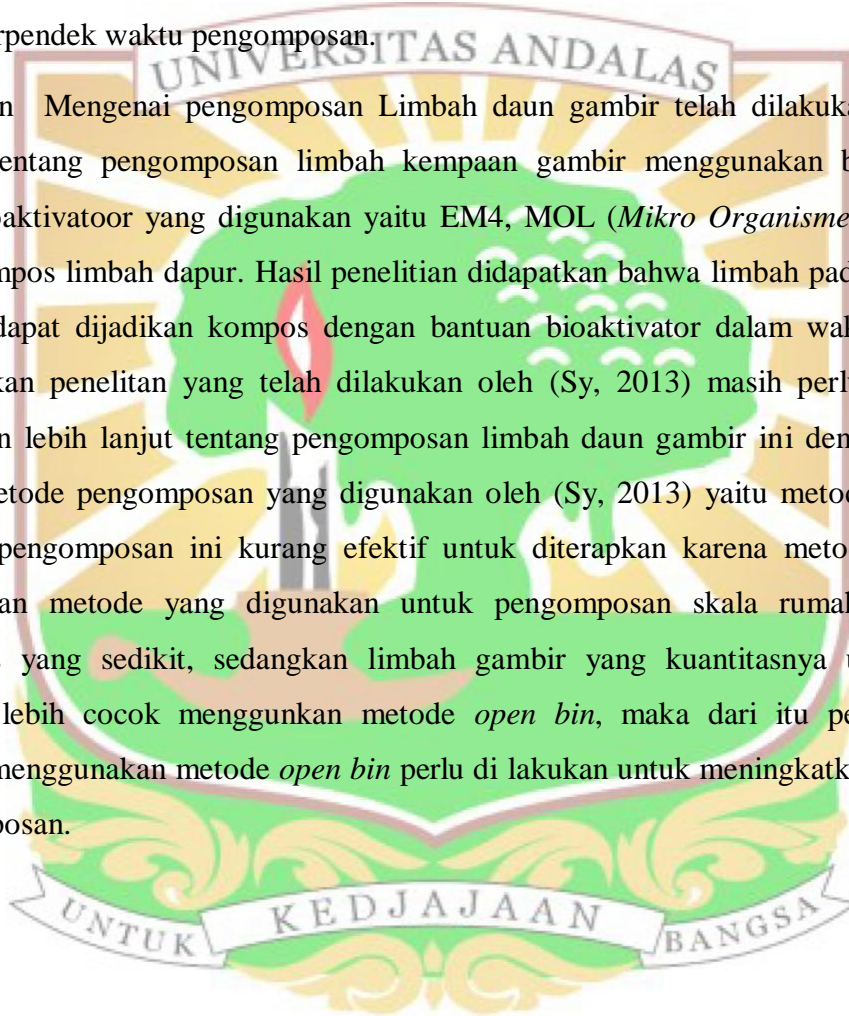 rpendek waktu pengomposan.
UNIVERSITAS ANDALAS
n Mengenai pengomposan Limbah daun gambir telah dilakuka
entang pengomposan limbah kempaan gambir menggunakan b
oaktivatoor yang digunakan yaitu EM4, MOL (Mikro Organisme
mpos limbah dapur. Hasil penelitian didapatkan bahwa limbah pad
dapat dijadikan kompos dengan bantuan bioaktivator dalam wak
kan penelitan yang telah dilakukan oleh (Sy, 2013) masih perl
n lebih lanjut tentang pengomposan limbah daun gambir ini den
etode pengomposan yang digunakan oleh (Sy, 2013) yaitu metod
pengomposan ini kurang efektif untuk diterapkan karena metod
an metode yang digunakan untuk pengomposan skala rumah
yang sedikit, sedangkan limbah gambir yang kuantitasnya u
lebih cocok menggunkan metode open bin, maka dari itu pe
menggunakan metode open bin perlu di lakukan untuk meningkatk
posan.
UNTUK KEDJAJAAN BANGSA